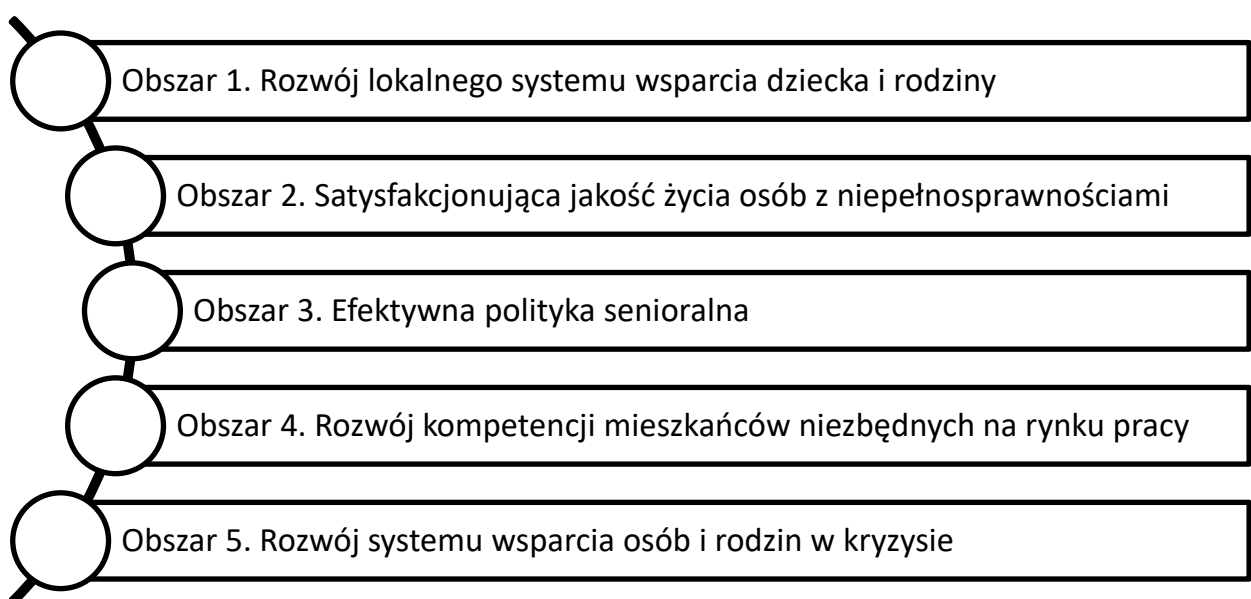 Obszar 1. Rozwój lokalnego systemu wsparcia dziecka i rodziny
Obszar 2. Satysfakcjonująca jakość życia osób z niepełnosprawnościami
Obszar 3. Efektywna polityka senioralna
Obszar 4. Rozwój kompetencji mieszkańców niezbędnych na rynku pracy
Obszar 5. Rozwój systemu wsparcia osób i rodzin w kryzysie